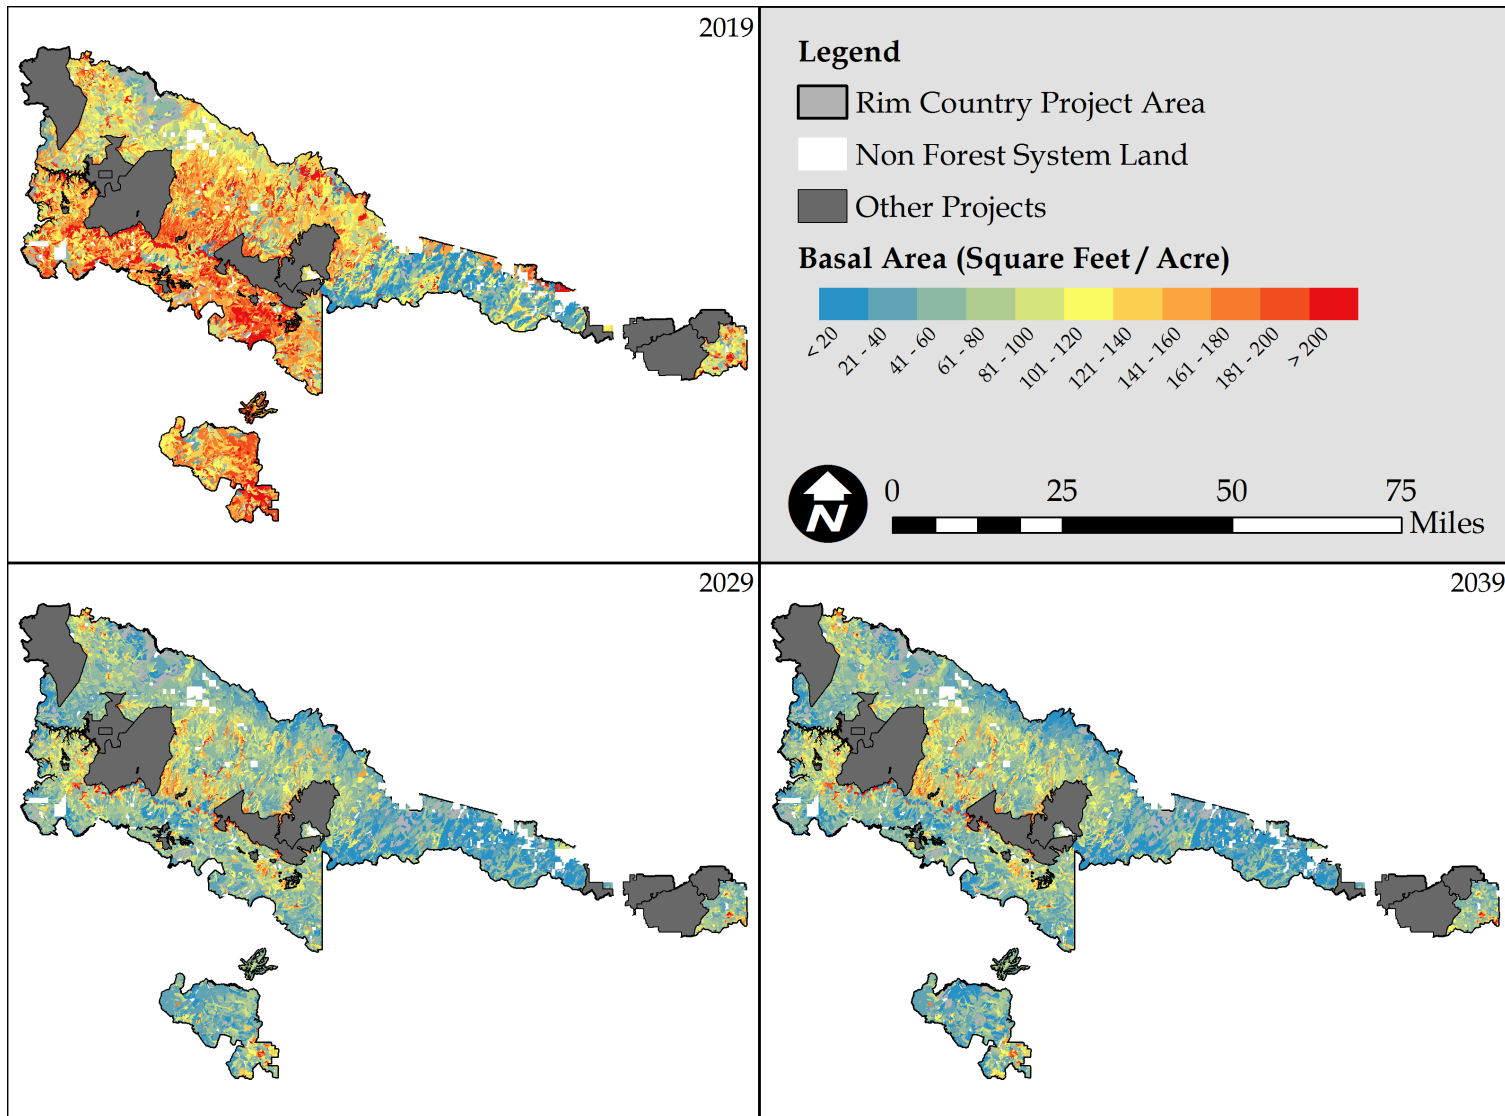 2019
Legend
Rim Country Project Area
Non Forest System Land
Other Projects
Basal Area (Square Feet / Acre)
< 20
21 - 40
41 - 60
61 - 80
81 - 100
101 - 120
121 - 140
141 - 160
161 - 180
181 - 200
> 200
N
0 25 50 75
Miles
2029
2039